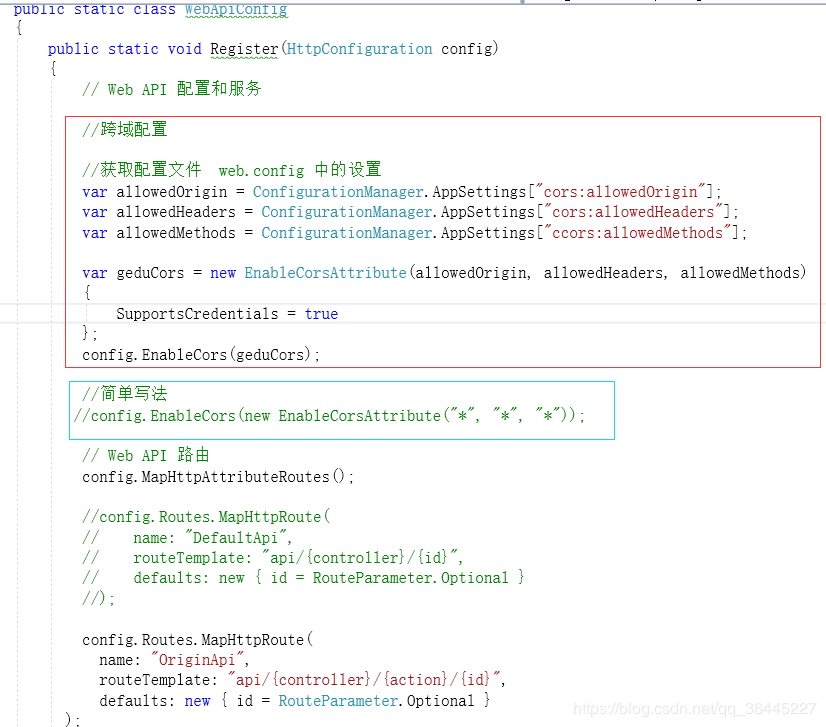 public static class WebApiConfig
{
public static void Register(HttpConfiguration config)
{
// Web API 配置和服务
//跨域配置
//获取配置文件 web.config 中的设置
var allowedOrigin = ConfigurationManager.AppSettings["cors:allowedOrigin"];
var allowedHeaders = ConfigurationManager.AppSettings["cors:allowedHeaders"];
var allowedMethods = ConfigurationManager.AppSettings["ccors:allowedMethods"];
var geduCors = new EnableCorsAttribute(allowedOrigin, allowedHeaders, allowedMethods)
{
SupportsCredentials = true
};
config.EnableCors(geduCors);
//简单写法
//config.EnableCors(new EnableCorsAttribute("*", "*", "*"));
// Web API 路由
config.MapHttpAttributeRoutes();
//config.Routes.MapHttpRoute(
//    name: "DefaultApi",
//    routeTemplate: "api/{controller}/{id}",
//    defaults: new { id = RouteParameter.Optional }
//);
config.Routes.MapHttpRoute(
name: "OriginApi",
routeTemplate: "api/{controller}/{action}/{id}",
defaults: new { id = RouteParameter.Optional }
);
https://blog.csdn.net/qq_36445227